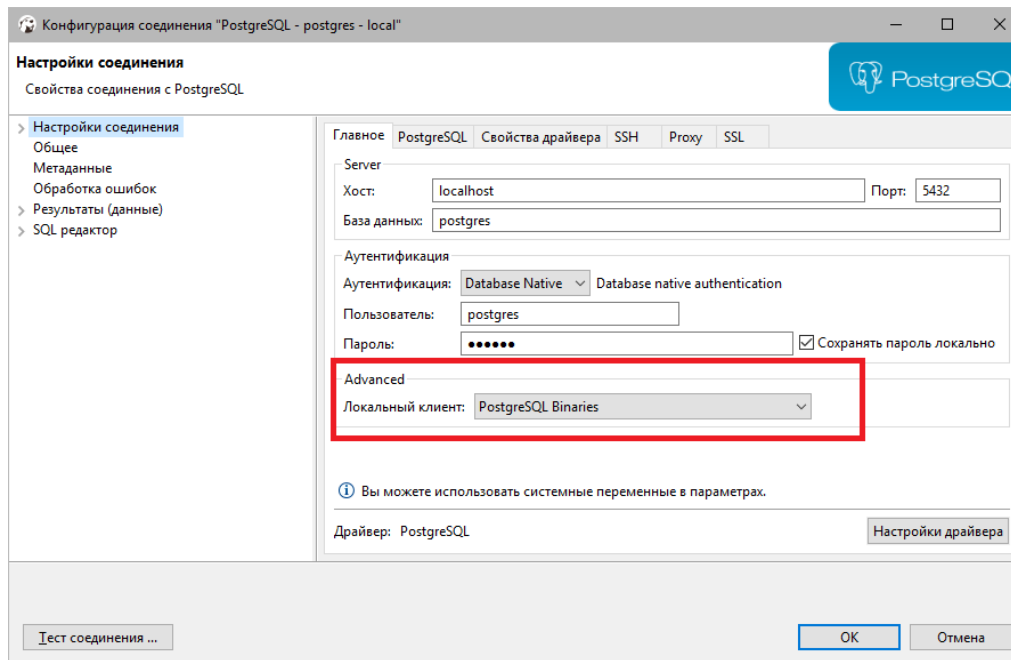 Конфигурация соединения "PostgreSQL - postgres - local"
Настройки соединения
Свойства соединения с PostgreSQL
PostgreSQ
Настройки соединения
Общее
Метаданные
Обработка ошибок
Результаты (данные)
SQL редактор
Главное PostgreSQL Свойства драйвера SSH Proxy SSL
Server
Хост: localhost Порт: 5432
База данных: postgres
Аутентификация
Аутентификация: Database Native Database native authentication
Пользователь: postgres
Пароль: •••••• Сохранять пароль локально
Advanced
Локальный клиент: PostgreSQL Binaries
Вы можете использовать системные переменные в параметрах.
Драйвер: PostgreSQL Настройки драйвера
Тест соединения ... OK Отмена